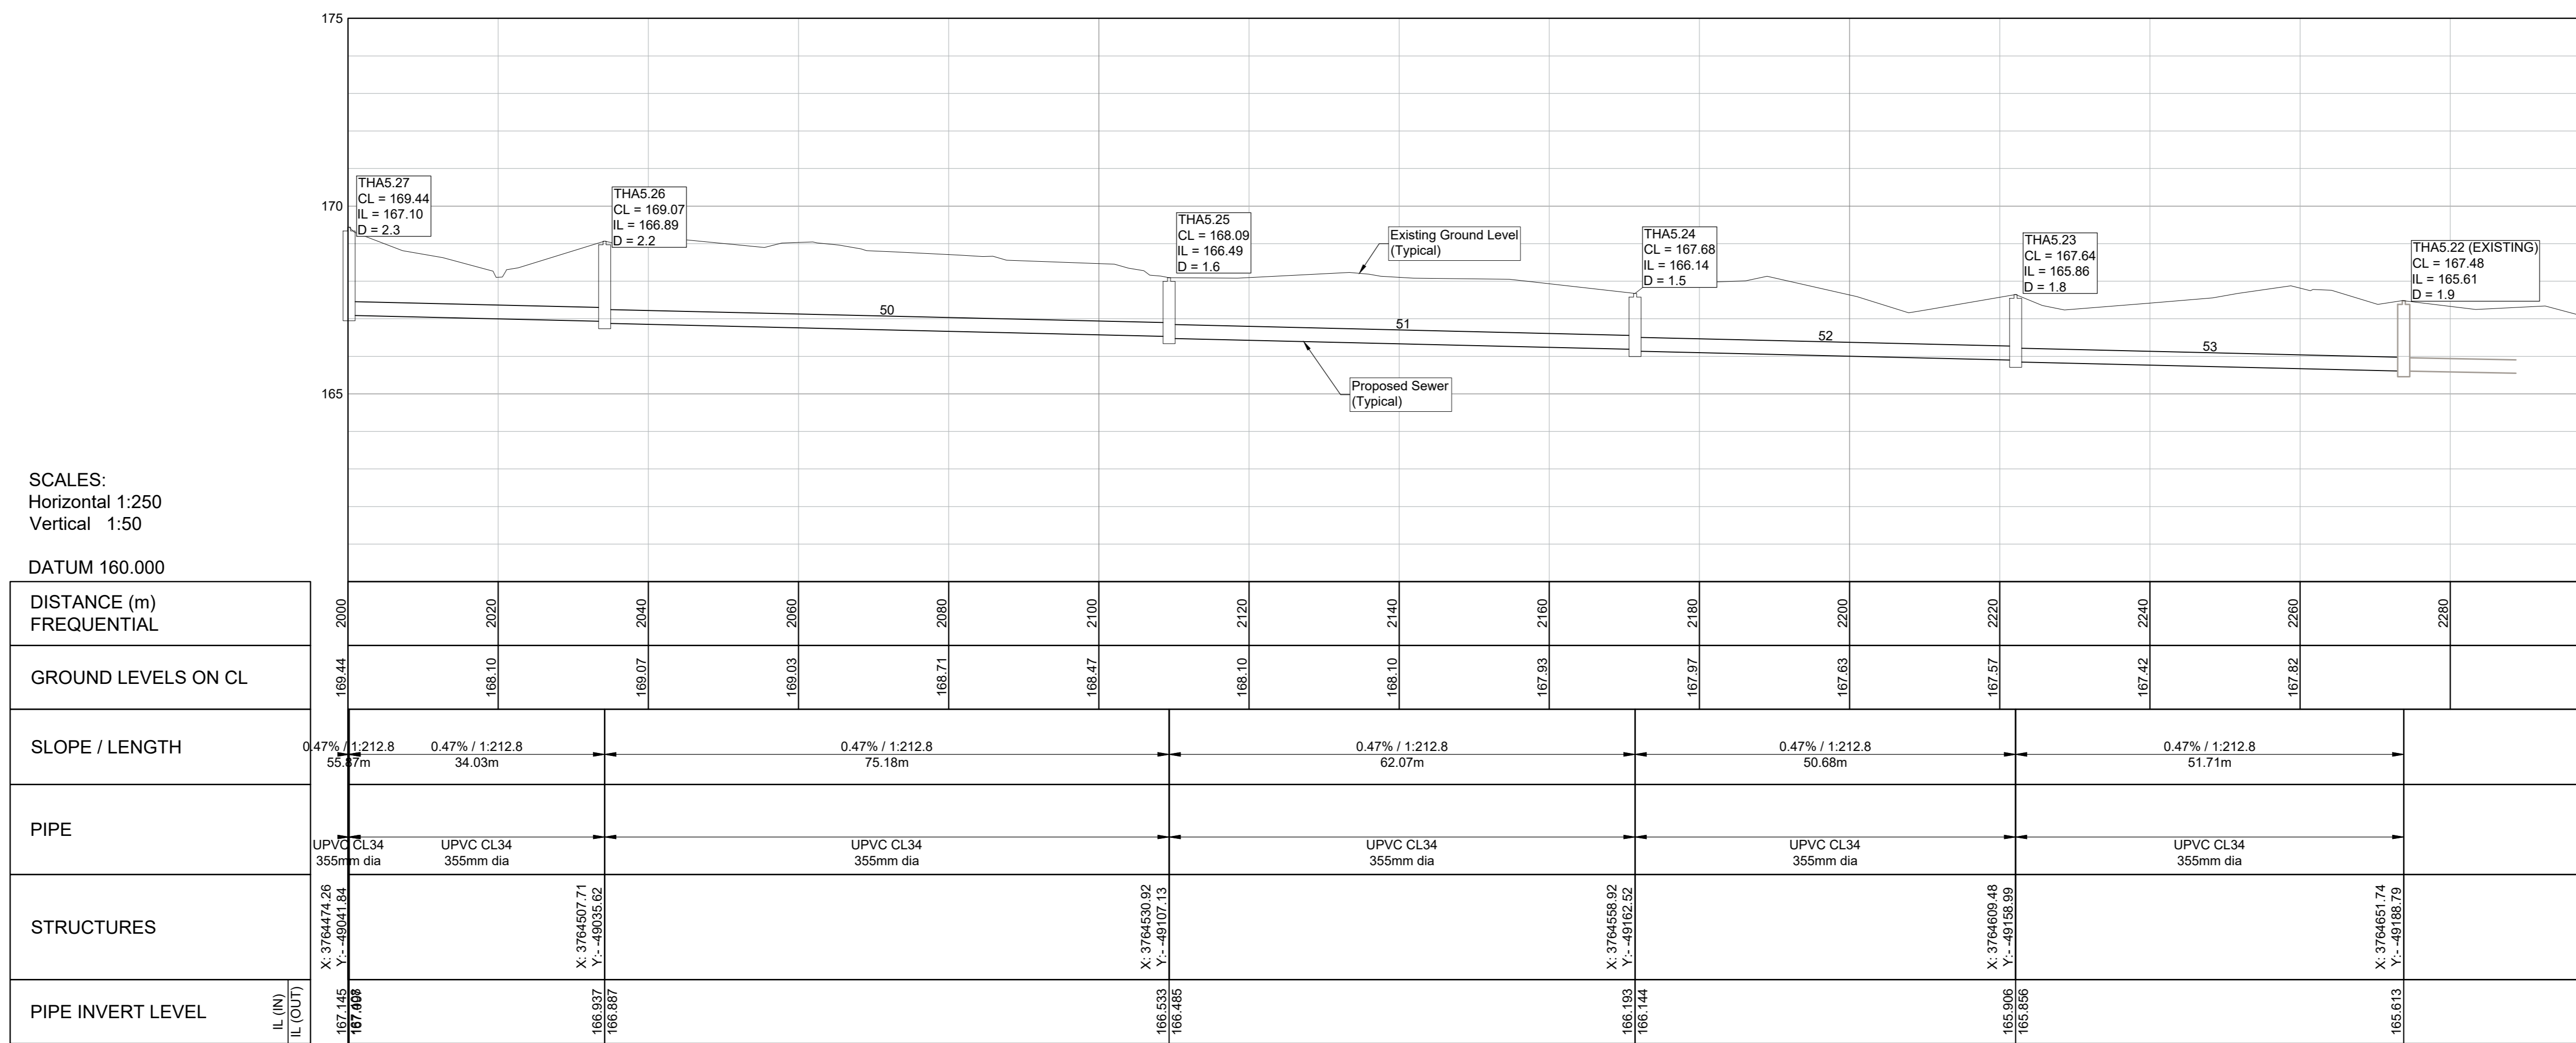 175
170
165
THA5.27
CL = 169.44
IL = 167.10
D = 2.3
THA5.26
CL = 169.07
IL = 166.89
D = 2.2
THA5.25
CL = 168.09
IL = 166.49
D = 1.6
Existing Ground Level
(Typical)
THA5.24
CL = 167.68
IL = 166.14
D = 1.5
THA5.23
CL = 167.64
IL = 165.86
D = 1.8
THA5.22 (EXISTING)
CL = 167.48
IL = 165.61
D = 1.9
50
51
52
53
Proposed Sewer
(Typical)
SCALES:
Horizontal 1:250
Vertical 1:50
DATUM 160.000
DISTANCE (m)
FREQUENTIAL
2000 2020 2040 2060 2080 2100 2120 2140 2160 2180 2200 2220 2240 2260 2280
GROUND LEVELS ON CL
169.44 168.10 169.07 169.03 168.71 168.47 168.10 168.10 167.93 167.97 167.63 167.57 167.42 167.82
SLOPE / LENGTH
0.47% / 1:212.8 0.47% / 1:212.8 0.47% / 1:212.8 0.47% / 1:212.8 0.47% / 1:212.8 0.47% / 1:212.8
55.87m 34.03m 75.18m 62.07m 50.68m 51.71m
PIPE
UPVC CL34 UPVC CL34 UPVC CL34 UPVC CL34 UPVC CL34 UPVC CL34
355mm dia 355mm dia 355mm dia 355mm dia 355mm dia 355mm dia
STRUCTURES
X: 3764474.26
Y:- -49041.84
X: 3764507.71
Y:- -49035.62
X: 3764530.92
Y:- -49107.13
X: 3764558.92
Y:- -49162.52
X: 3764609.48
Y:- -49158.99
X: 3764651.74
Y:- -49188.79
PIPE INVERT LEVEL
IL (IN)
IL (OUT)
167.145
166.937
166.887
166.533
166.485
166.193
166.144
165.906
165.856
165.613